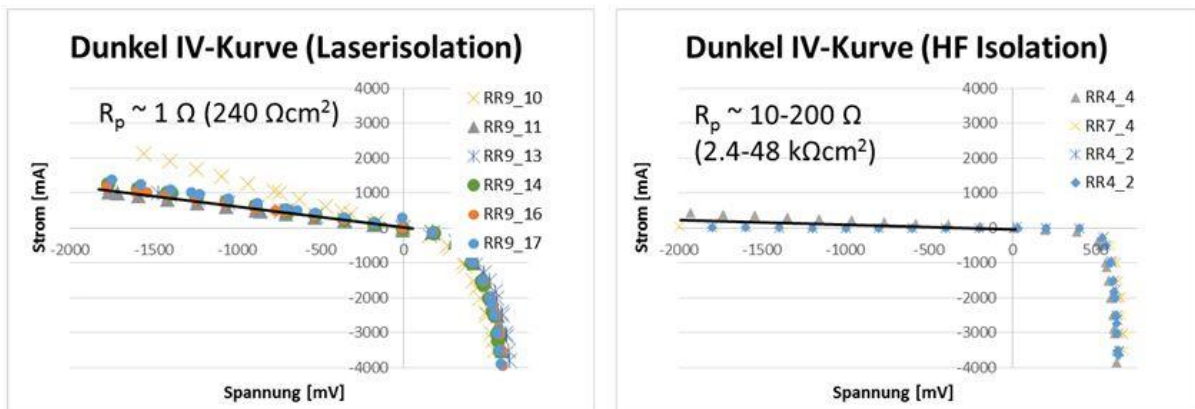 Dunkel IV-Kurve (Laserisolation)
R_p ~ 1 Ω (240 Ωcm²)
4000
3000
2000
1000
0
-1000
-2000
-3000
-4000
-2000 -1500 -1000 -500 0
Strom [mA]
Spannung [mV]
RR9_10
RR9_11
RR9_13
RR9_14
RR9_16
RR9_17
Dunkel IV-Kurve (HF Isolation)
R_p ~ 10-200 Ω
(2.4-48 kΩcm²)
4000
3000
2000
1000
0
-1000
-2000
-3000
-4000
-2000 -1500 -1000 -500 0
Strom [mA]
Spannung [mV]
RR4_4
RR7_4
RR4_2
RR4_2